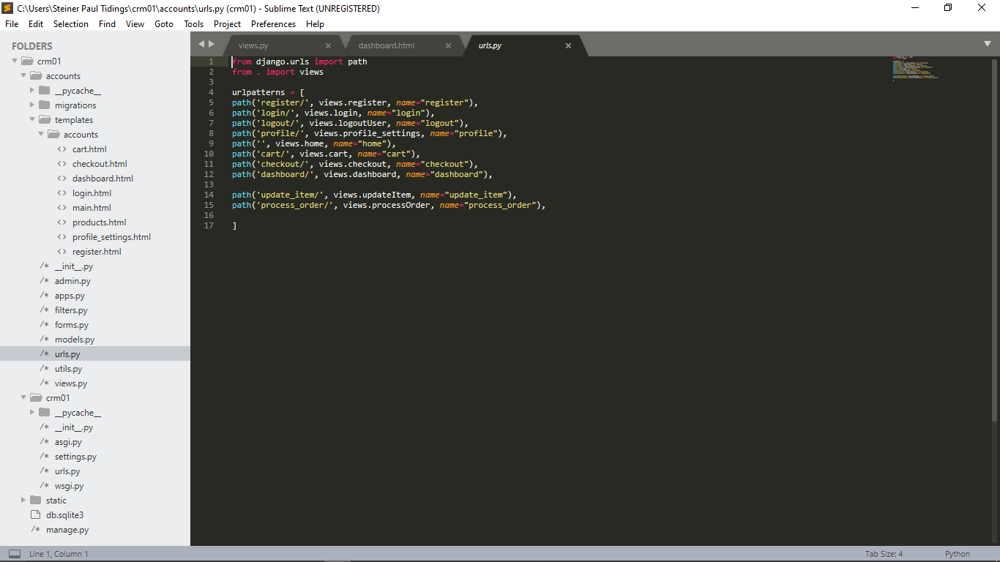 C:\Users\Steiner Paul Tidings\crm01\accounts\urls.py (crm01) - Sublime Text (UNREGISTERED)
File Edit Selection Find View Goto Tools Project Preferences Help
FOLDERS
crm01
accounts
__pycache__
migrations
templates
accounts
<> cart.html
<> checkout.html
<> dashboard.html
<> login.html
<> main.html
<> products.html
<> profile_settings.html
<> register.html
/* __init__.py
/* admin.py
/* apps.py
/* filters.py
/* forms.py
/* models.py
/* urls.py
/* utils.py
/* views.py
crm01
__pycache__
/* __init__.py
/* asgi.py
/* settings.py
/* urls.py
/* wsgi.py
static
db.sqlite3
/* manage.py
views.py dashboard.html urls.py
1 from django.urls import path
2 from . import views
3
4 urlpatterns = [
5 path('register/', views.register, name="register"),
6 path('login/', views.login, name="login"),
7 path('logout/', views.logoutUser, name="logout"),
8 path('profile/', views.profile_settings, name="profile"),
9 path('', views.home, name="home"),
10 path('cart/', views.cart, name="cart"),
11 path('checkout/', views.checkout, name="checkout"),
12 path('dashboard/', views.dashboard, name="dashboard"),
13
14 path('update_item/', views.updateItem, name="update_item"),
15 path('process_order/', views.processOrder, name="process_order"),
16
17 ]
Line 1, Column 1 Tab Size: 4 Python